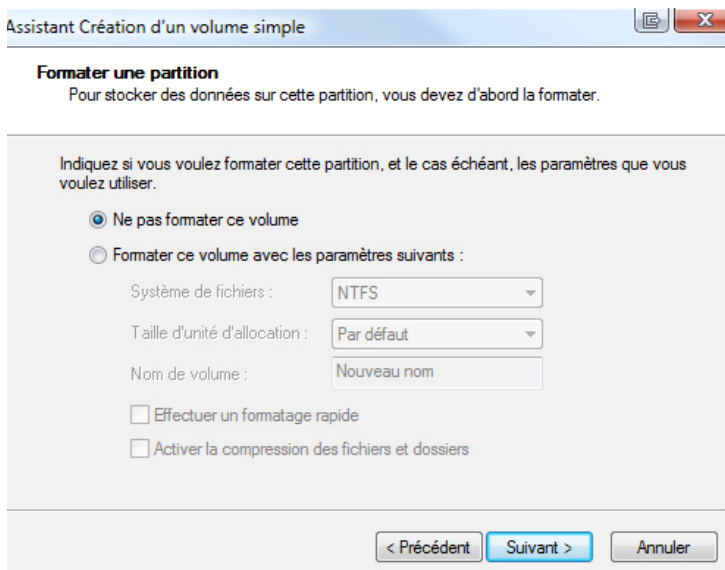 Assistant Création d'un volume simple
Formater une partition
Pour stocker des données sur cette partition, vous devez d'abord la formater.
Indiquez si vous voulez formater cette partition, et le cas échéant, les paramètres que vous
voulez utiliser.
Ne pas formater ce volume
Formater ce volume avec les paramètres suivants :
Système de fichiers : NTFS
Taille d'unité d'allocation : Par défaut
Nom de volume : Nouveau nom
Effectuer un formatage rapide
Activer la compression des fichiers et dossiers
< Précédent Suivant > Annuler